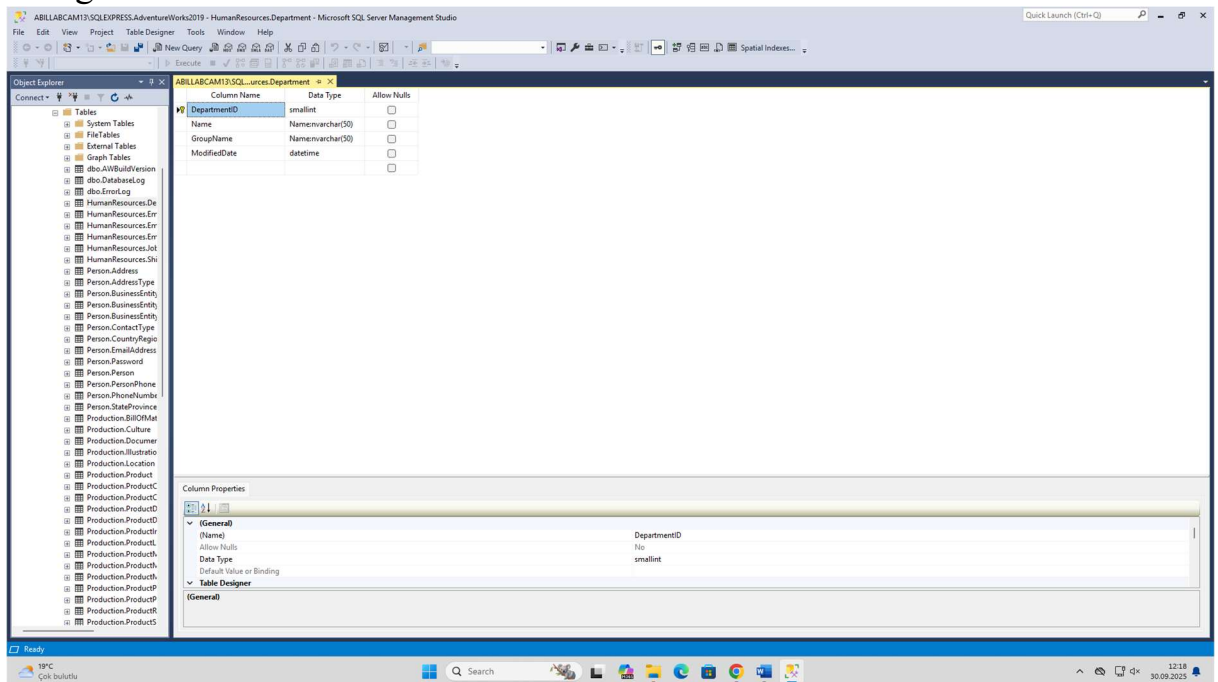 ABILLABCAM13\SQLEXPRESS.AdventureWorks2019 - HumanResources.Department - Microsoft SQL Server Management Studio
Quick Launch (Ctrl+Q)
File Edit View Project Table Designer Tools Window Help
New Query
Spatial Indexes...
Execute
Object Explorer
ABILLABCAM13\SQL...urces.Department
Connect
Column Name Data Type Allow Nulls
DepartmentID smallint
Name Name:nvarchar(50)
GroupName Name:nvarchar(50)
ModifiedDate datetime
Tables
System Tables
FileTables
External Tables
Graph Tables
dbo.AWBuildVersion
dbo.DatabaseLog
dbo.ErrorLog
HumanResources.De
HumanResources.Em
HumanResources.Em
HumanResources.Em
HumanResources.Job
HumanResources.Shi
Person.Address
Person.AddressType
Person.BusinessEntity
Person.BusinessEntity
Person.BusinessEntity
Person.ContactType
Person.CountryRegio
Person.EmailAddress
Person.Password
Person.Person
Person.PersonPhone
Person.PhoneNumbe
Person.StateProvince
Production.BillOfMat
Production.Culture
Production.Documen
Production.Illustratio
Production.Location
Production.Product
Production.ProductC
Production.ProductC
Production.ProductD
Production.ProductD
Production.ProductIn
Production.ProductL
Production.ProductM
Production.ProductM
Production.ProductM
Production.ProductP
Production.ProductP
Production.ProductR
Production.ProductS
Column Properties
(General)
(Name) DepartmentID
Allow Nulls No
Data Type smallint
Default Value or Binding
Table Designer
(General)
Ready
19°C
Çok bulutlu
Search
12:18
30.09.2025